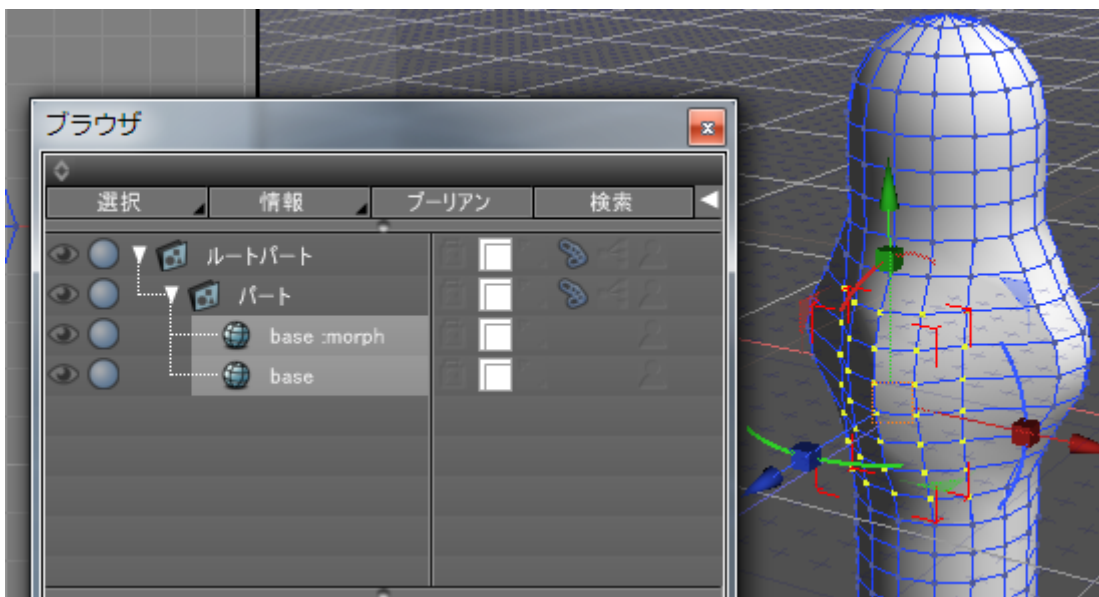 ブラウザ
選択 情報 ブーリアン 検索
ルートパート
パート
base :morph
base